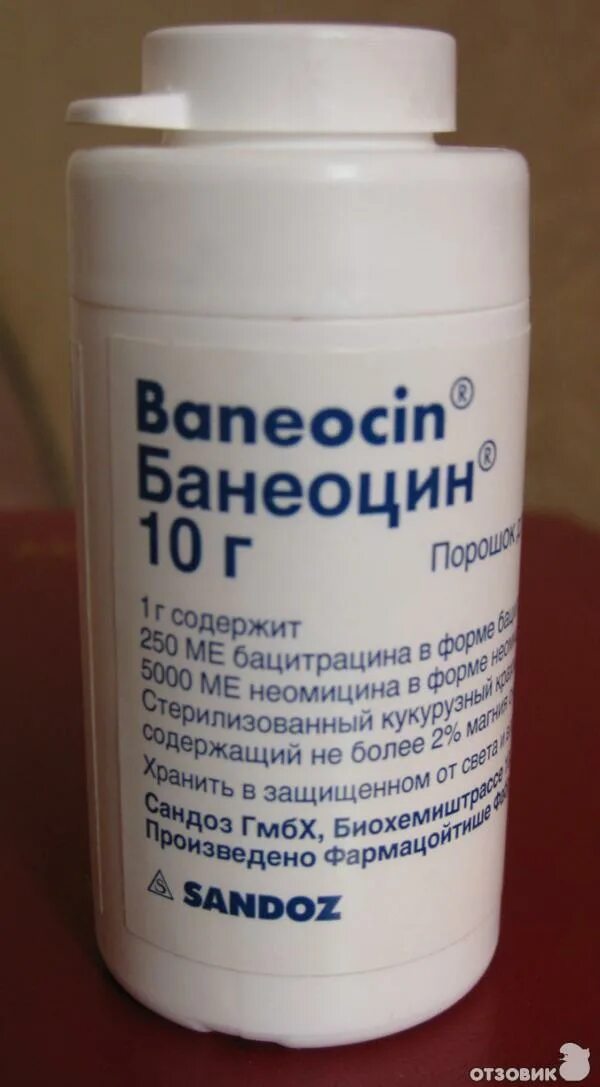 Baneocin®
Банеоцин®
10 г
Порошок
1 г содержит
250 МЕ бацитрацина в форме
5000 МЕ неомицина в форме
Стерилизованный кукурузный
содержащий не более 2% магния
Хранить в защищенном от света и
Сандоз ГмбХ, Биохемиштрассе
Произведено Фармацойтише
SANDOZ
ОТЗОВИК